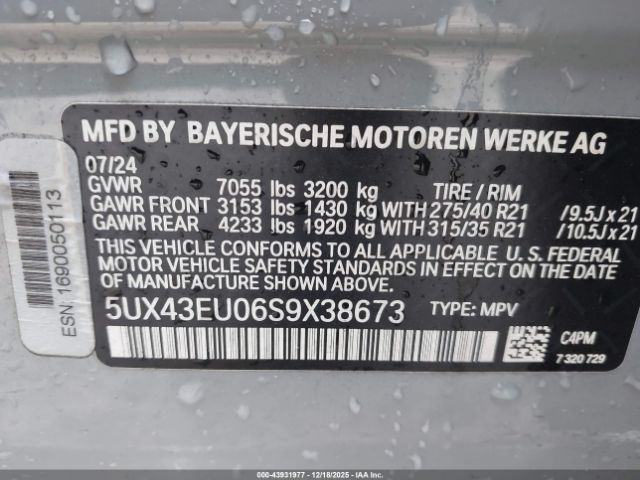 MFD BY BAYERISCHE MOTOREN WERKE AG
07/24
GVWR 7055 lbs 3200 kg TIRE / RIM
GAWR FRONT 3153 lbs 1430 kg WITH 275/40 R21 /9.5J x 21
GAWR REAR 4233 lbs 1920 kg WITH 315/35 R21 /10.5J x 21
THIS VEHICLE CONFORMS TO ALL APPLICABLE U. S. FEDERAL
MOTOR VEHICLE SAFETY STANDARDS IN EFFECT ON THE DATE
OF MANUFACTURE SHOWN ABOVE.
5UX43EU06S9X38673 TYPE: MPV
C4PM
7 320 729
ESN: 1690050113
000-43931977 - 12/18/2025 - IAAI.COM